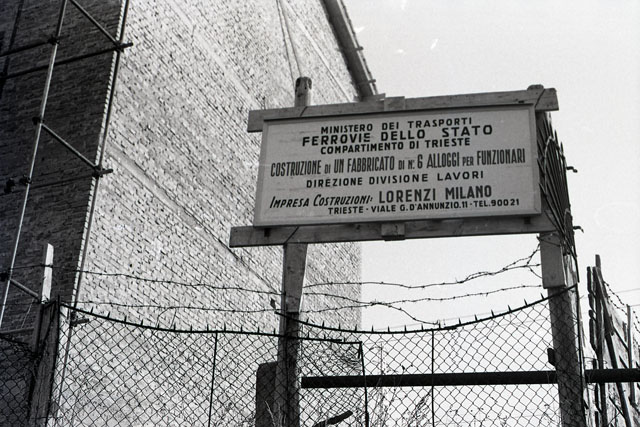 MINISTERO DEI TRASPORTI
FERROVIE DELLO STATO
COMPARTIMENTO DI TRIESTE
COSTRUZIONE DI UN FABBRICATO DI N. 6 ALLOGGI PER FUNZIONARI
DIREZIONE DIVISIONE LAVORI
IMPRESA COSTRUZIONI: LORENZI MILANO
TRIESTE - VIALE G. D'ANNUNZIO, 11 - TEL. 90021